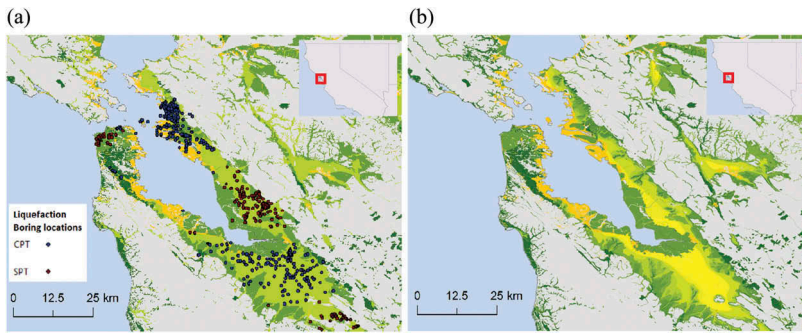 (a)
(b)
Liquefaction
Boring locations
CPT
SPT
0 12.5 25 km
0 12.5 25 km